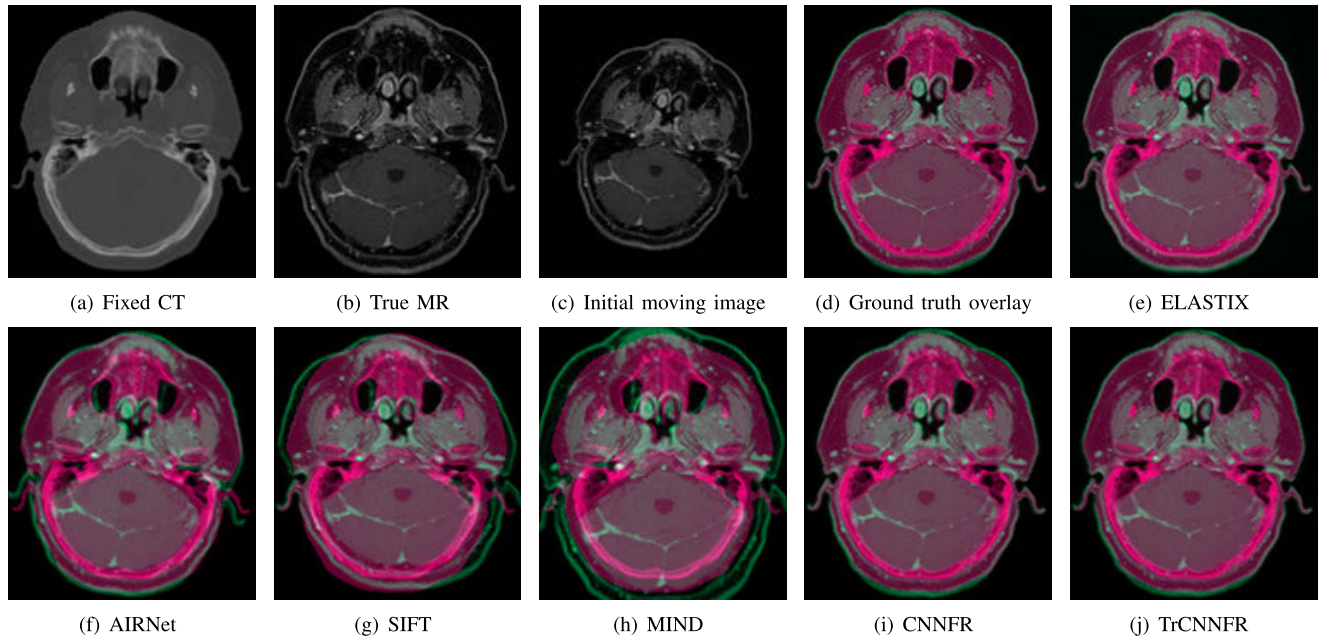 (a) Fixed CT
(b) True MR
(c) Initial moving image
(d) Ground truth overlay
(e) ELASTIX
(f) AIRNet
(g) SIFT
(h) MIND
(i) CNNFR
(j) TrCNNFR